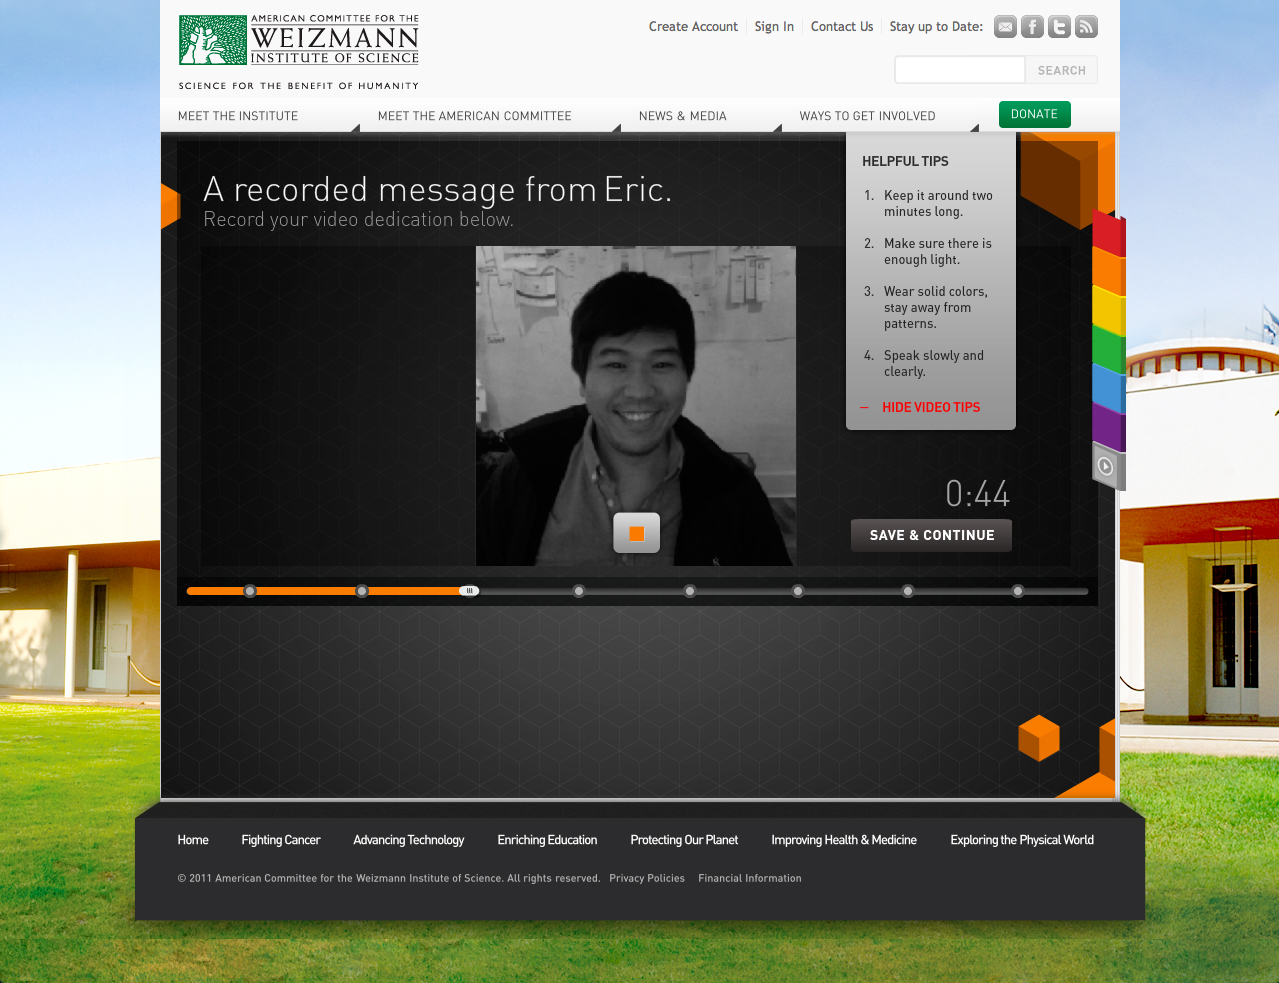 AMERICAN COMMITTEE FOR THE
WEIZMANN
INSTITUTE OF SCIENCE
SCIENCE FOR THE BENEFIT OF HUMANITY
Create Account
Sign In
Contact Us
Stay up to Date:
SEARCH
MEET THE INSTITUTE
MEET THE AMERICAN COMMITTEE
NEWS & MEDIA
WAYS TO GET INVOLVED
DONATE
A recorded message from Eric.
Record your video dedication below.
HELPFUL TIPS
1. Keep it around two
minutes long.
2. Make sure there is
enough light.
3. Wear solid colors,
stay away from
patterns.
4. Speak slowly and
clearly.
– HIDE VIDEO TIPS
0:44
SAVE & CONTINUE
Home
Fighting Cancer
Advancing Technology
Enriching Education
Protecting Our Planet
Improving Health & Medicine
Exploring the Physical World
© 2011 American Committee for the Weizmann Institute of Science. All rights reserved. Privacy Policies Financial Information